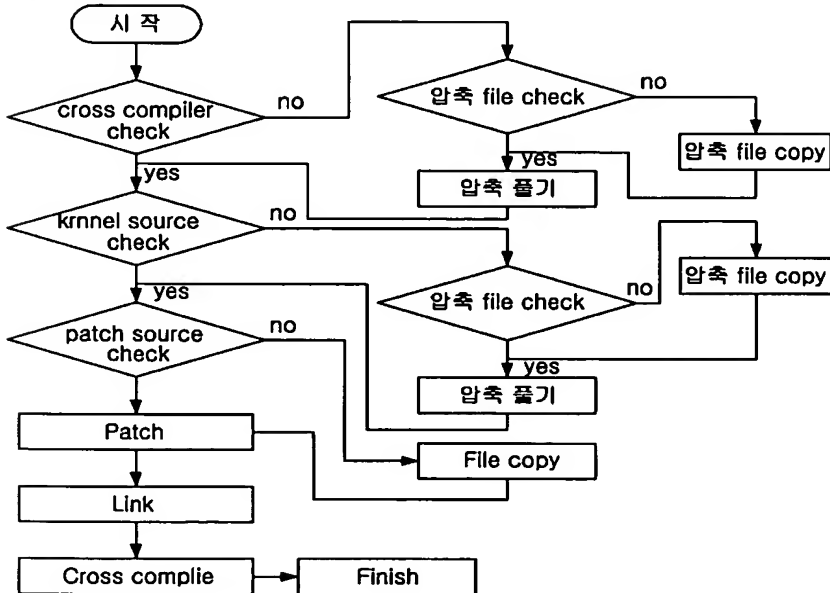 시 작
cross compiler
check
no
압축 file check
no
압축 file copy
yes
압축 풀기
yes
krnnel source
check
no
압축 file check
no
압축 file copy
yes
압축 풀기
yes
patch source
check
no
File copy
Patch
Link
Cross complie
Finish